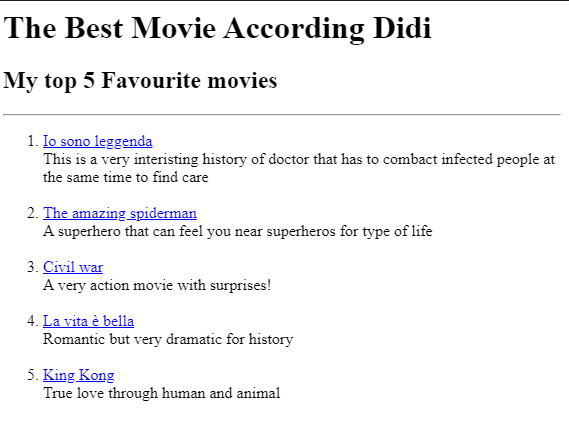 The Best Movie According Didi
My top 5 Favourite movies
1. Io sono leggenda
This is a very interisting history of doctor that has to combact infected people at
the same time to find care
2. The amazing spiderman
A superhero that can feel you near superheros for type of life
3. Civil war
A very action movie with surprises!
4. La vita è bella
Romantic but very dramatic for history
5. King Kong
True love through human and animal